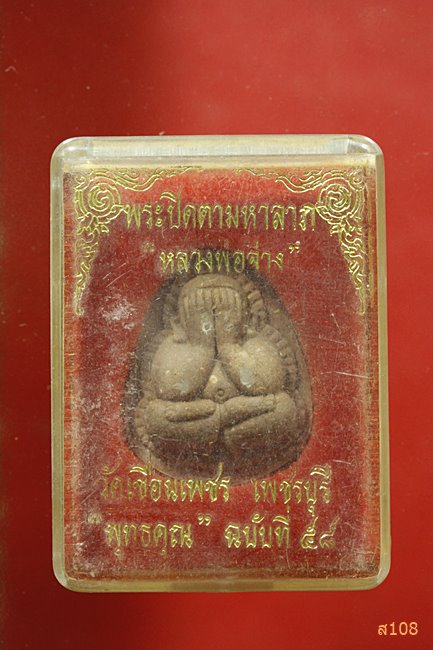 พระปิดตามหาลาภ
"หลวงพ่อจ่าง"
วัดเขื่อนเพชร เพชรบุรี
"พุทธคุณ" ฉบับที่ ๕๘
ส108